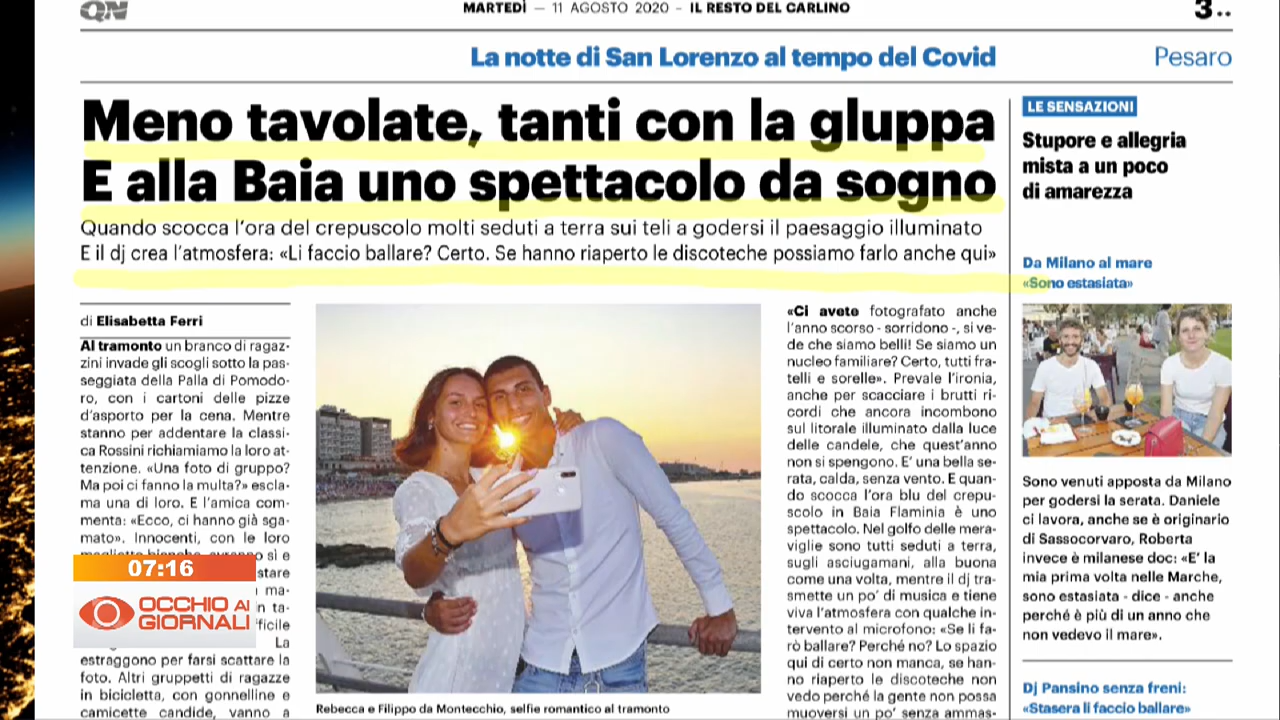 QN
MARTEDÌ — 11 AGOSTO 2020 – IL RESTO DEL CARLINO
3 ..
La notte di San Lorenzo al tempo del Covid
Pesaro
Meno tavolate, tanti con la gluppa
E alla Baia uno spettacolo da sogno
Quando scocca l’ora del crepuscolo molti seduti a terra sui teli a godersi il paesaggio illuminato
E il dj crea l’atmosfera: «Li faccio ballare? Certo. Se hanno riaperto le discoteche possiamo farlo anche qui»
di Elisabetta Ferri
Al tramonto un branco di ragaz-
zini invade gli scogli sotto la pas-
seggiata della Palla di Pomodo-
ro, con i cartoni delle pizze
d’asporto per la cena. Mentre
stanno per addentare la classi-
ca Rossini richiamiamo la loro at-
tenzione. «Una foto di gruppo?
Ma poi ci fanno la multa?» escla-
ma una di loro. E l’amica com-
menta: «Ecco, ci hanno già sga-
mato». Innocenti, con le loro
magliette bianche, avranno sì e
stare
ma-
in ta-
fficile
La
estraggono per farsi scattare la
foto. Altri gruppetti di ragazze
in bicicletta, con gonnelline e
camicette candide, vanno a
07:16
OCCHIO AI
GIORNALI
Rebecca e Filippo da Montecchio, selfie romantico al tramonto
«Ci avete fotografato anche
l’anno scorso - sorridono -, si ve-
de che siamo belli! Se siamo un
nucleo familiare? Certo, tutti fra-
telli e sorelle». Prevale l’ironia,
anche per scacciare i brutti ri-
cordi che ancora incombono
sul litorale illuminato dalla luce
delle candele, che quest’anno
non si spengono. E’ una bella se-
rata, calda, senza vento. E quan-
do scocca l’ora blu del crepu-
scolo in Baia Flaminia è uno
spettacolo. Nel golfo delle mera-
viglie sono tutti seduti a terra,
sugli asciugamani, alla buona
come una volta, mentre il dj tra-
smette un po’ di musica e tiene
viva l’atmosfera con qualche in-
tervento al microfono: «Se li fa-
rò ballare? Perché no? Lo spazio
qui di certo non manca, se han-
no riaperto le discoteche non
vedo perché la gente non possa
muoversi un po’ senza ammas-
LE SENSAZIONI
Stupore e allegria
mista a un poco
di amarezza
Da Milano al mare
«Sono estasiata»
Sono venuti apposta da Milano
per godersi la serata. Daniele
ci lavora, anche se è originario
di Sassocorvaro, Roberta
invece è milanese doc: «E’ la
mia prima volta nelle Marche,
sono estasiata - dice - anche
perché è più di un anno che
non vedevo il mare».
Dj Pansino senza freni:
«Stasera li faccio ballare»